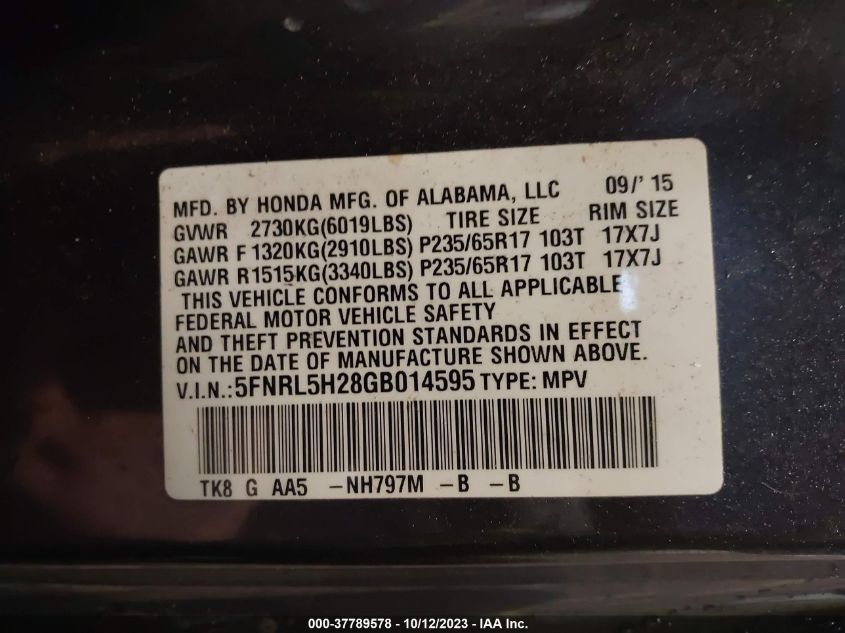 MFD. BY HONDA MFG. OF ALABAMA, LLC 09/' 15
GVWR 2730KG(6019LBS) TIRE SIZE RIM SIZE
GAWR F 1320KG(2910LBS) P235/65R17 103T 17X7J
GAWR R1515KG(3340LBS) P235/65R17 103T 17X7J
THIS VEHICLE CONFORMS TO ALL APPLICABLE
FEDERAL MOTOR VEHICLE SAFETY
AND THEFT PREVENTION STANDARDS IN EFFECT
ON THE DATE OF MANUFACTURE SHOWN ABOVE.
V.I.N.:5FNRL5H28GB014595 TYPE: MPV
TK8 G AA5 -NH797M -B -B
000-37789578 - 10/12/2023 - IAA Inc.